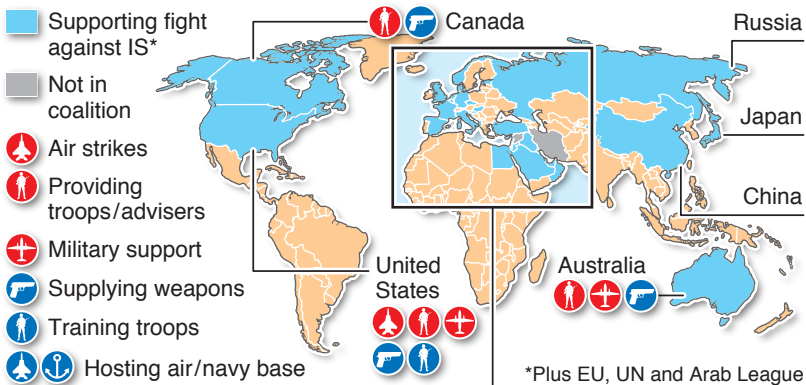 Supporting fight
against IS*
Not in
coalition
Air strikes
Providing
troops/advisers
Military support
Supplying weapons
Training troops
Hosting air/navy base
Canada
Russia
Japan
China
United
States
Australia
*Plus EU, UN and Arab League